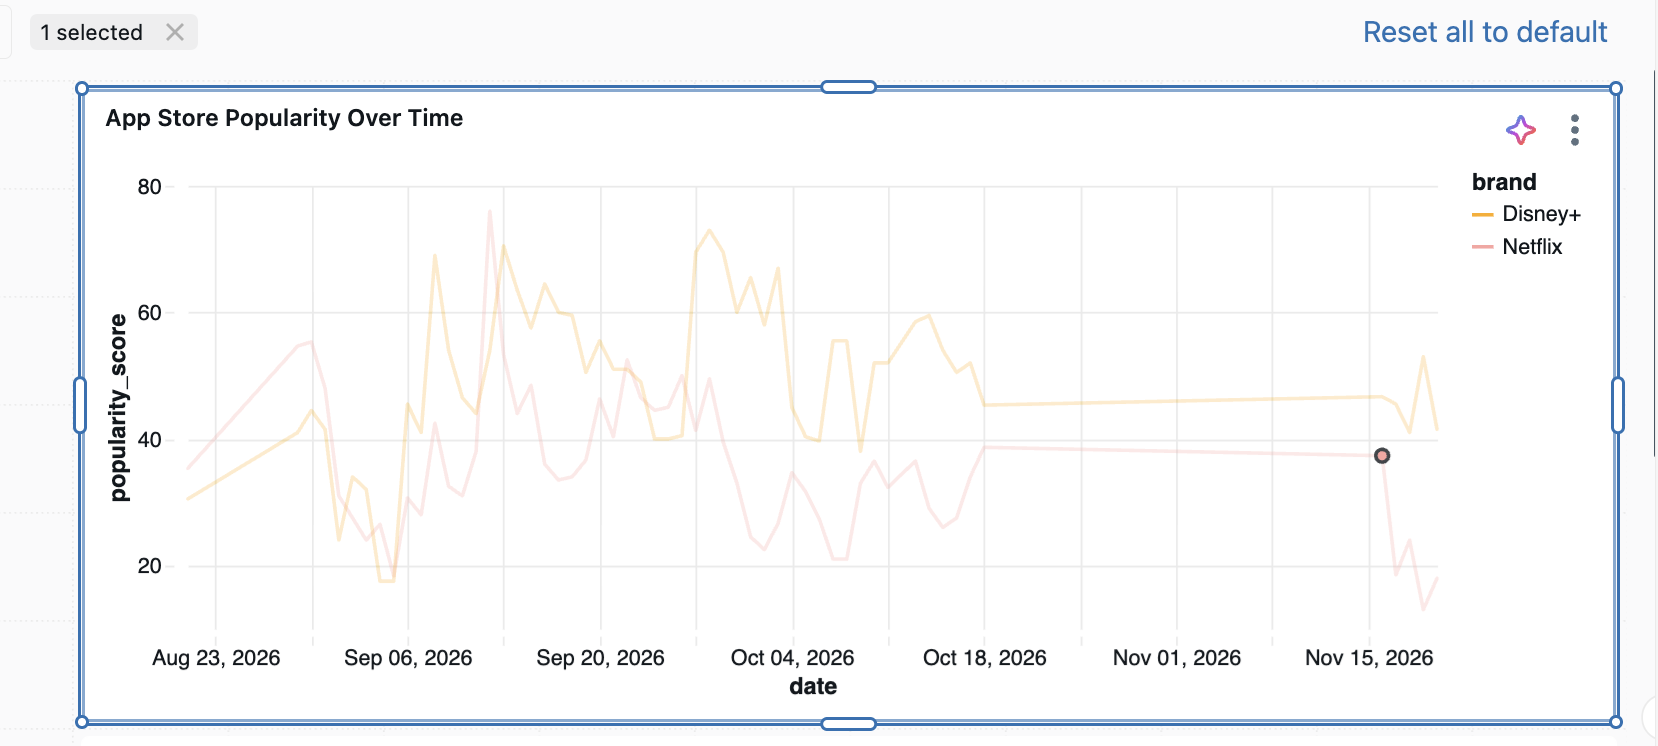 1 selected
Reset all to default
App Store Popularity Over Time
brand
Disney+
Netflix
popularity_score
80
60
40
20
Aug 23, 2026 Sep 06, 2026 Sep 20, 2026 Oct 04, 2026 Oct 18, 2026 Nov 01, 2026 Nov 15, 2026
date